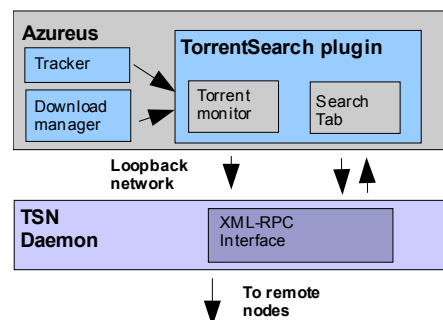 Azureus
TorrentSearch plugin
Tracker
Download
manager
Torrent
monitor
Search
Tab
Loopback
network
TSN
Daemon
XML-RPC
Interface
To remote
nodes